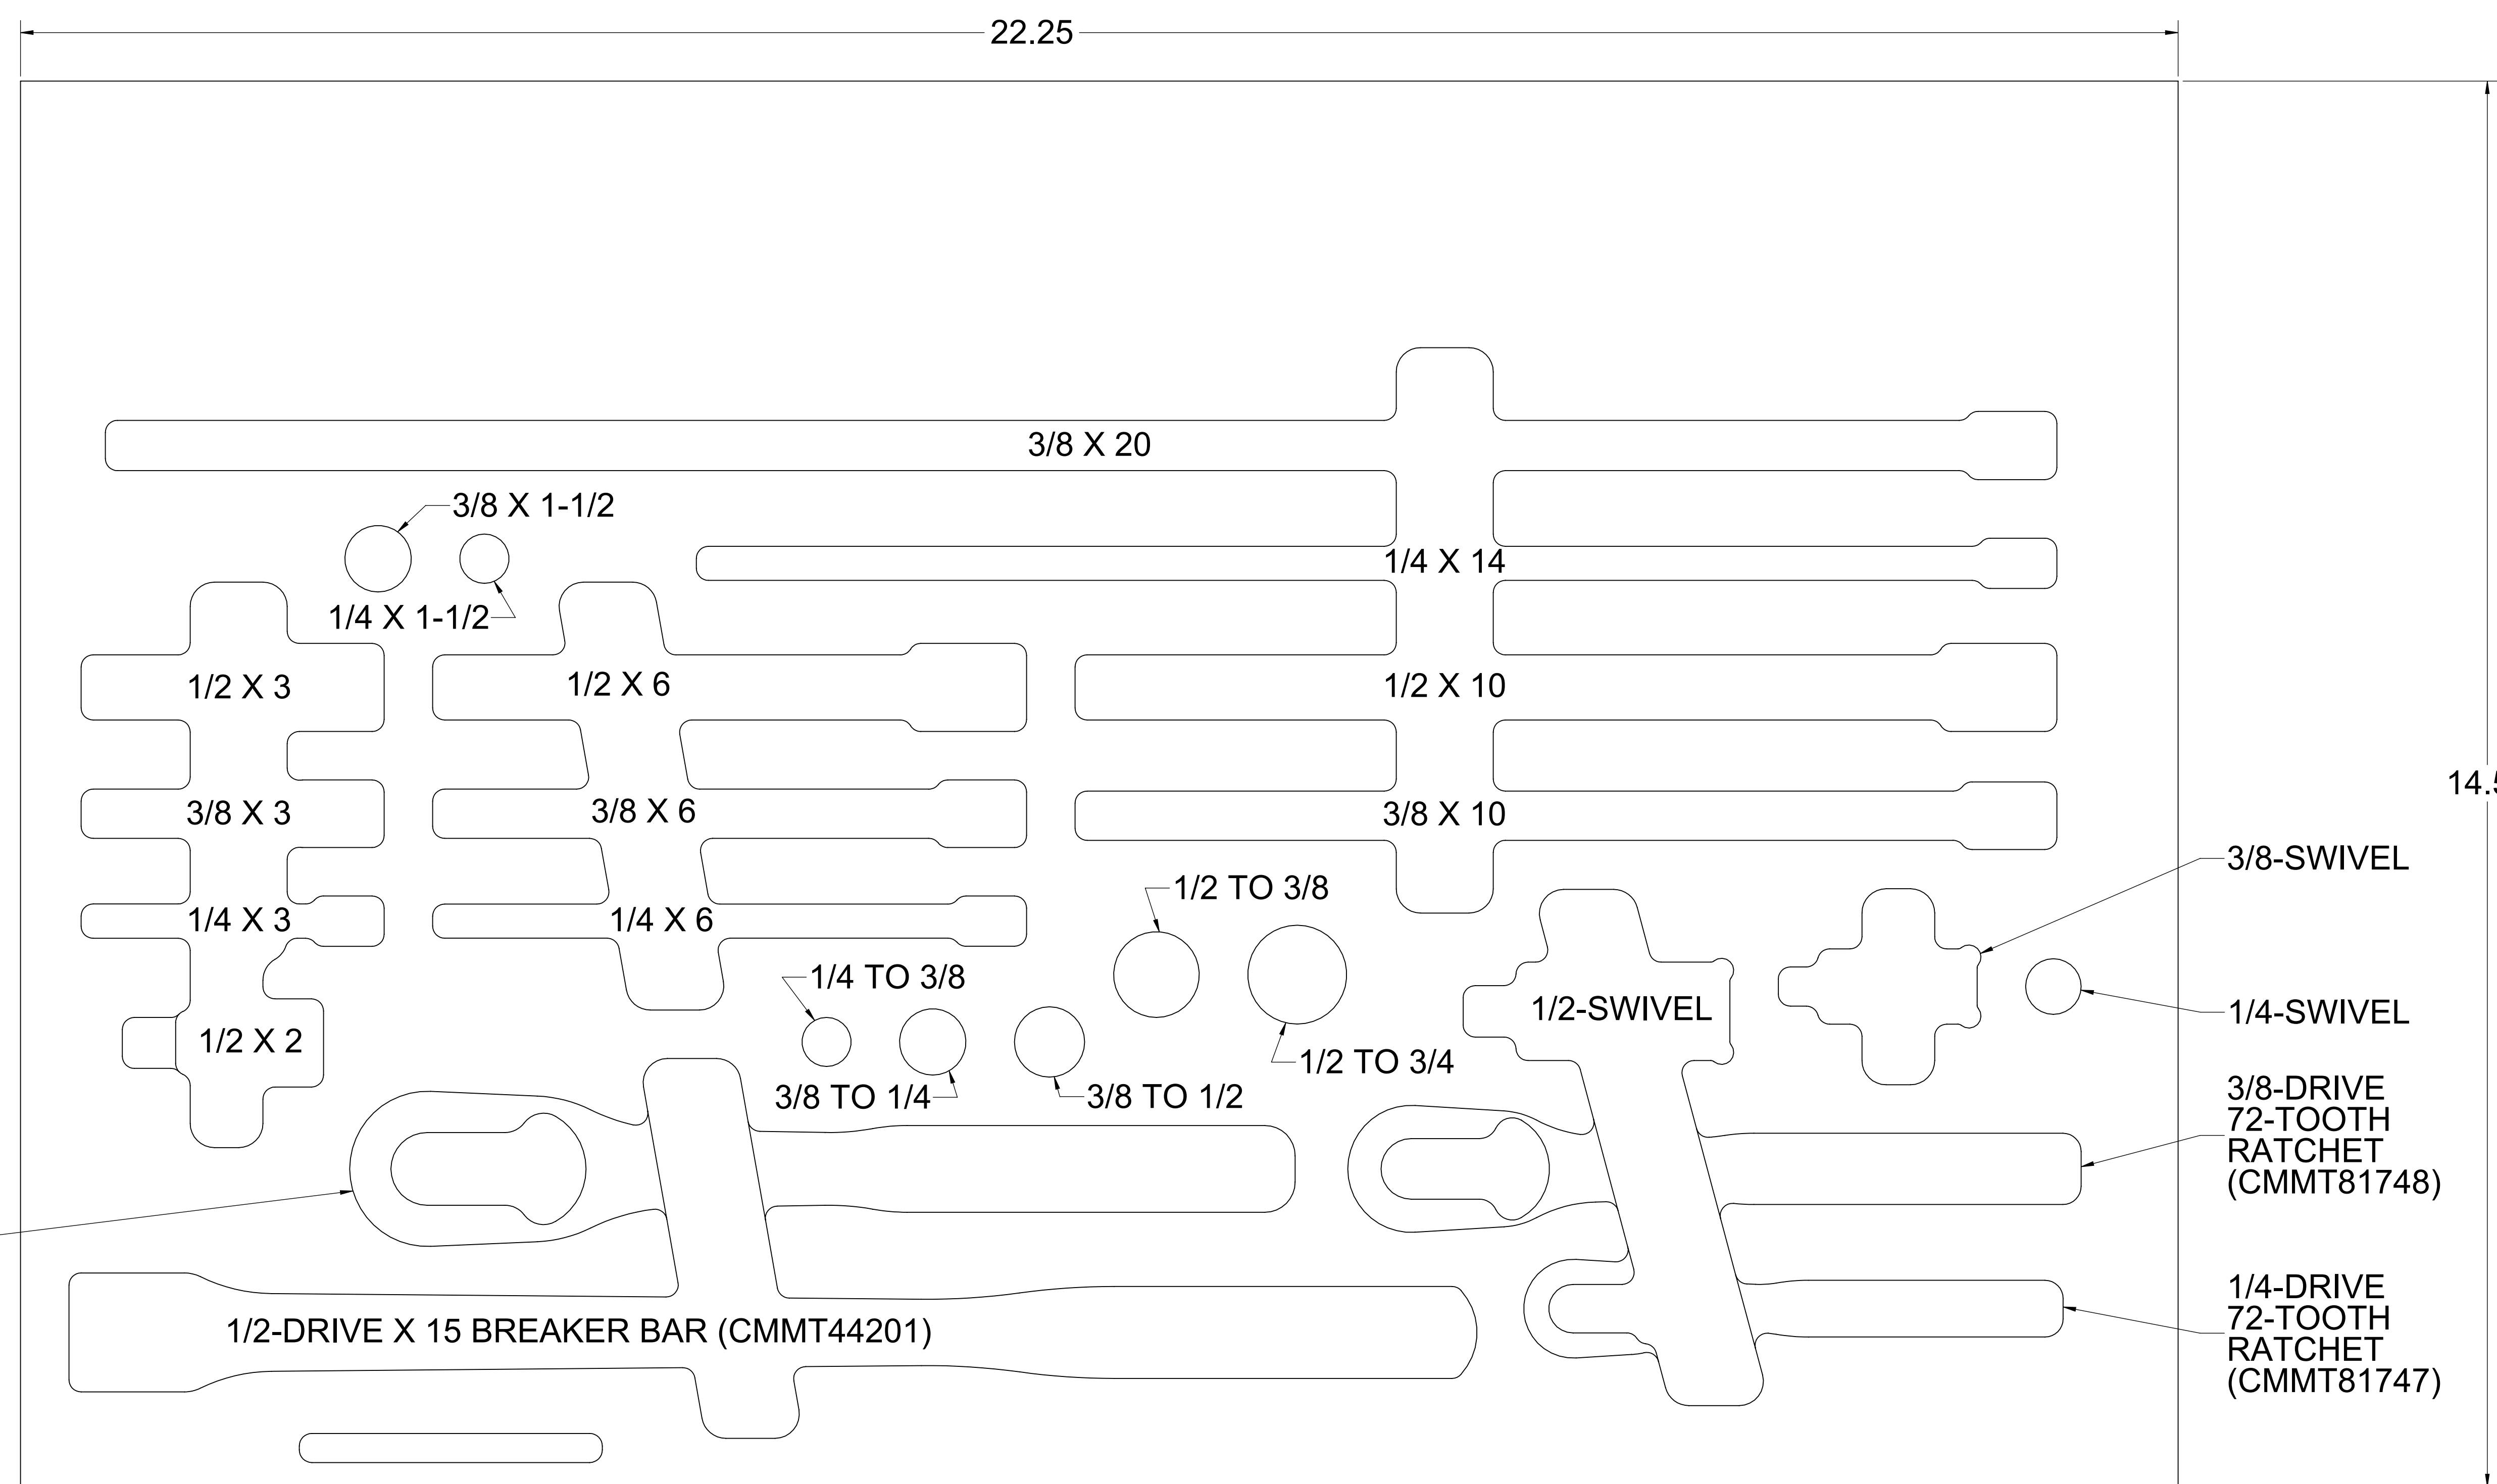 22.25
3/8 X 20
3/8 X 1-1/2
1/4 X 14
1/4 X 1-1/2
1/2 X 3
1/2 X 6
1/2 X 10
14.5
3/8 X 3
3/8 X 6
3/8 X 10
3/8-SWIVEL
1/2 TO 3/8
1/4 X 3
1/4 X 6
1/4 TO 3/8
1/2-SWIVEL
1/4-SWIVEL
1/2 X 2
1/2 TO 3/4
3/8 TO 1/4
3/8 TO 1/2
3/8-DRIVE
72-TOOTH
RATCHET
(CMMT81748)
1/2-DRIVE X 15 BREAKER BAR (CMMT44201)
1/4-DRIVE
72-TOOTH
RATCHET
(CMMT81747)